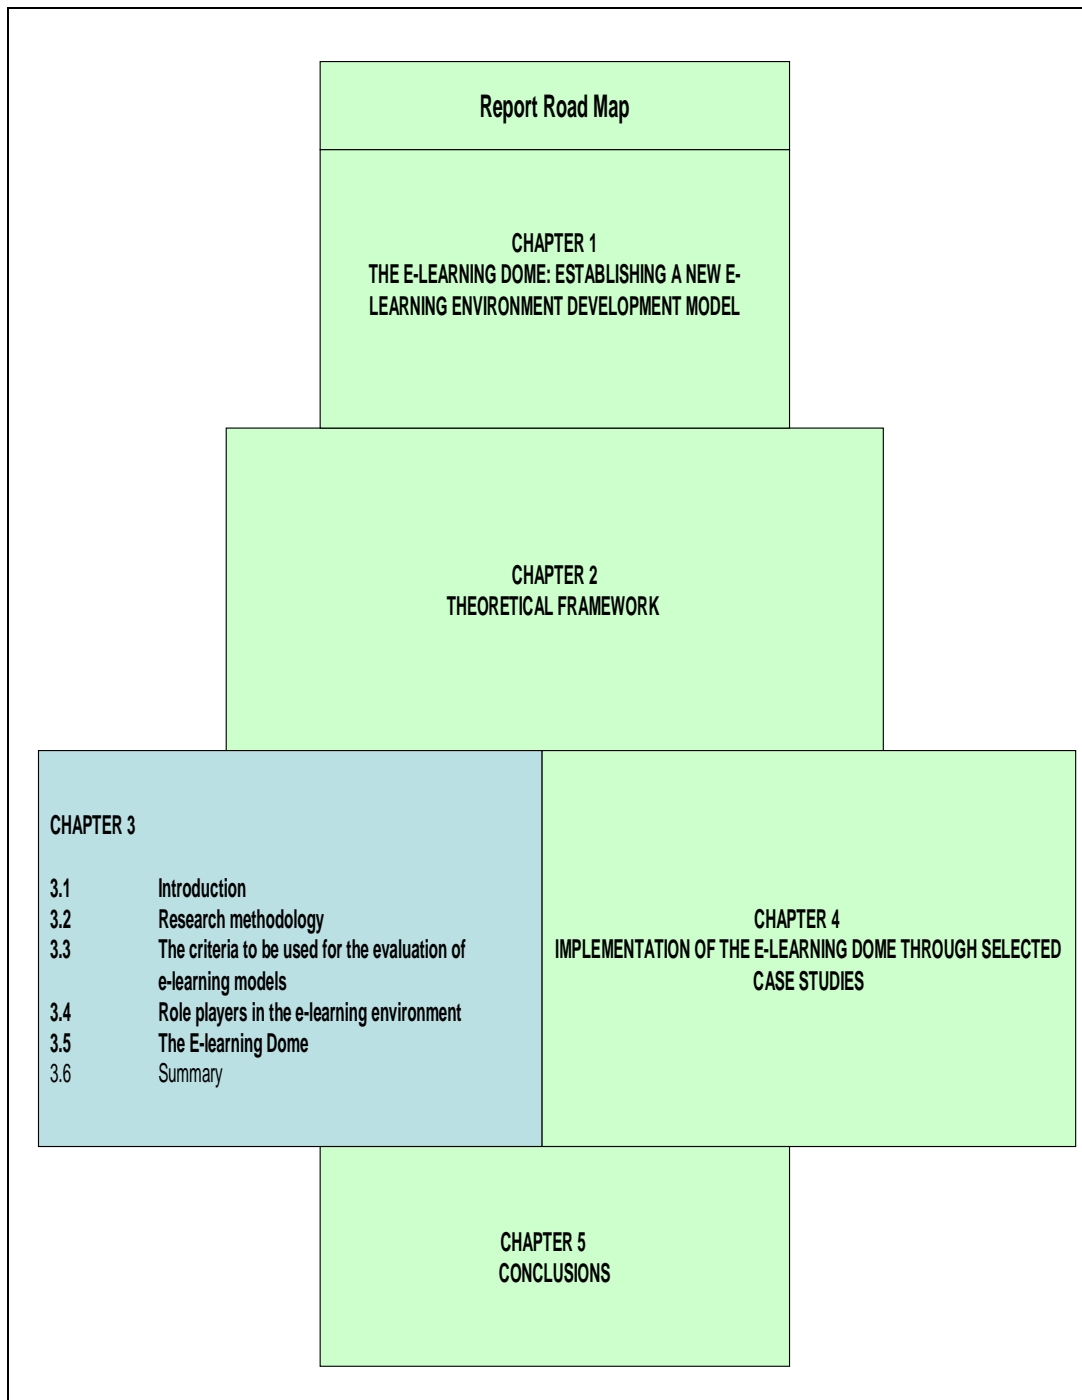 Report Road Map
CHAPTER 1
THE E-LEARNING DOME: ESTABLISHING A NEW E-
LEARNING ENVIRONMENT DEVELOPMENT MODEL
CHAPTER 2
THEORETICAL FRAMEWORK
CHAPTER 3
3.1 Introduction
3.2 Research methodology
3.3 The criteria to be used for the evaluation of
e-learning models
3.4 Role players in the e-learning environment
3.5 The E-learning Dome
3.6 Summary
CHAPTER 4
IMPLEMENTATION OF THE E-LEARNING DOME THROUGH SELECTED
CASE STUDIES
CHAPTER 5
CONCLUSIONS